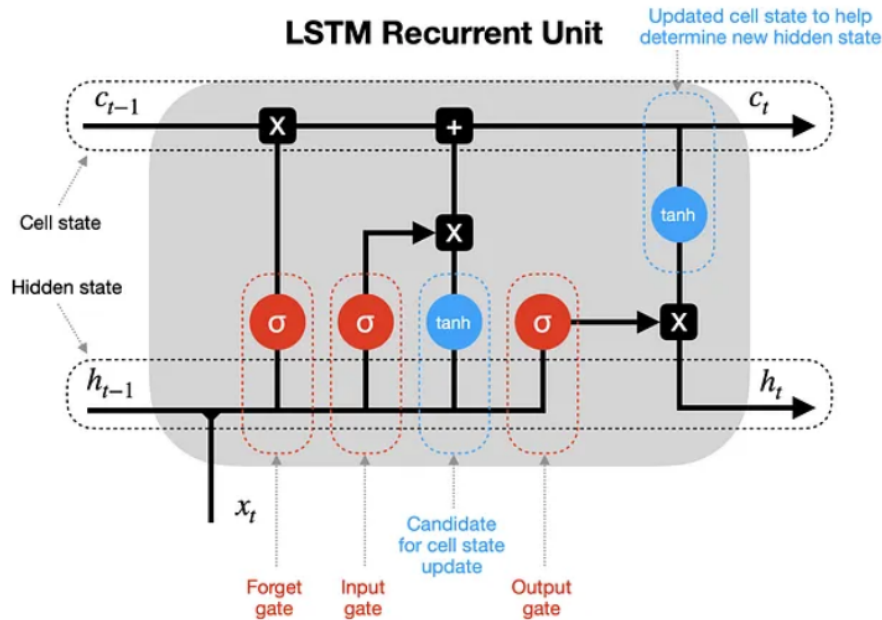 LSTM Recurrent Unit
Updated cell state to help
determine new hidden state
c_{t-1}
c_t
X
+
Cell state
tanh
X
Hidden state
σ
σ
tanh
σ
X
h_{t-1}
h_t
x_t
Candidate
for cell state
update
Forget
gate
Input
gate
Output
gate